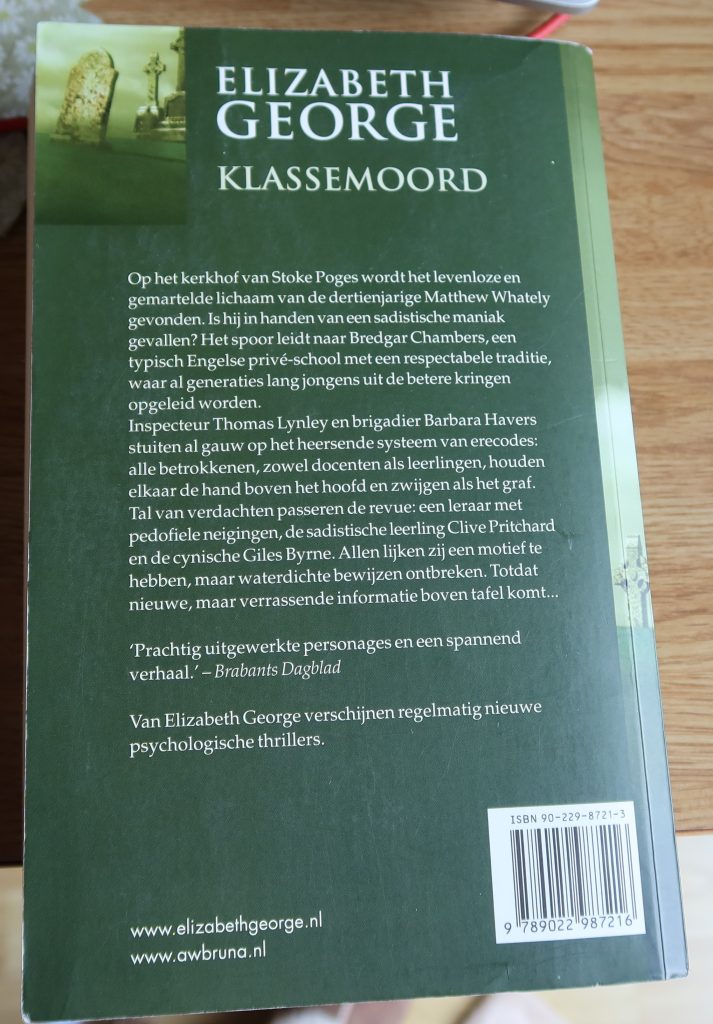 ELIZABETH
GEORGE
KLASSEMOORD
Op het kerkhof van Stoke Poges wordt het levenloze en
gemartelde lichaam van de dertienjarige Matthew Whately
gevonden. Is hij in handen van een sadistische maniak
gevallen? Het spoor leidt naar Bredgar Chambers, een
typisch Engelse privé-school met een respectabele traditie,
waar al generaties lang jongens uit de betere kringen
opgeleid worden.
Inspecteur Thomas Lynley en brigadier Barbara Havers
stuiten al gauw op het heersende systeem van erecodes:
alle betrokkenen, zowel docenten als leerlingen, houden
elkaar de hand boven het hoofd en zwijgen als het graf.
Tal van verdachten passeren de revue: een leraar met
pedofiele neigingen, de sadistische leerling Clive Pritchard
en de cynische Giles Byrne. Allen lijken zij een motief te
hebben, maar waterdichte bewijzen ontbreken. Totdat
nieuwe, maar verrassende informatie boven tafel komt...
‘Prachtig uitgewerkte personages en een spannend
verhaal.’ – Brabants Dagblad
Van Elizabeth George verschijnen regelmatig nieuwe
psychologische thrillers.
ISBN 90-229-8721-3
9 789022 987216
www.elizabethgeorge.nl
www.awbruna.nl